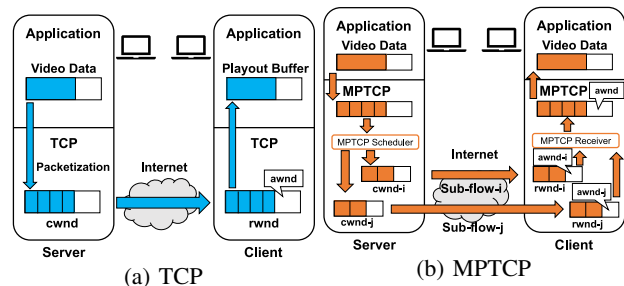 Application
Video Data
TCP
Packetization
cwnd
Server
Internet
Application
Playout Buffer
TCP
awnd
rwnd
Client
(a) TCP
Application
Video Data
MPTCP
MPTCP Scheduler
cwnd-i
cwnd-j
Server
Internet
Sub-flow-i
Sub-flow-j
Application
Video Data
MPTCP
awnd
MPTCP Receiver
awnd-i
rwnd-i
awnd-j
rwnd-j
Client
(b) MPTCP